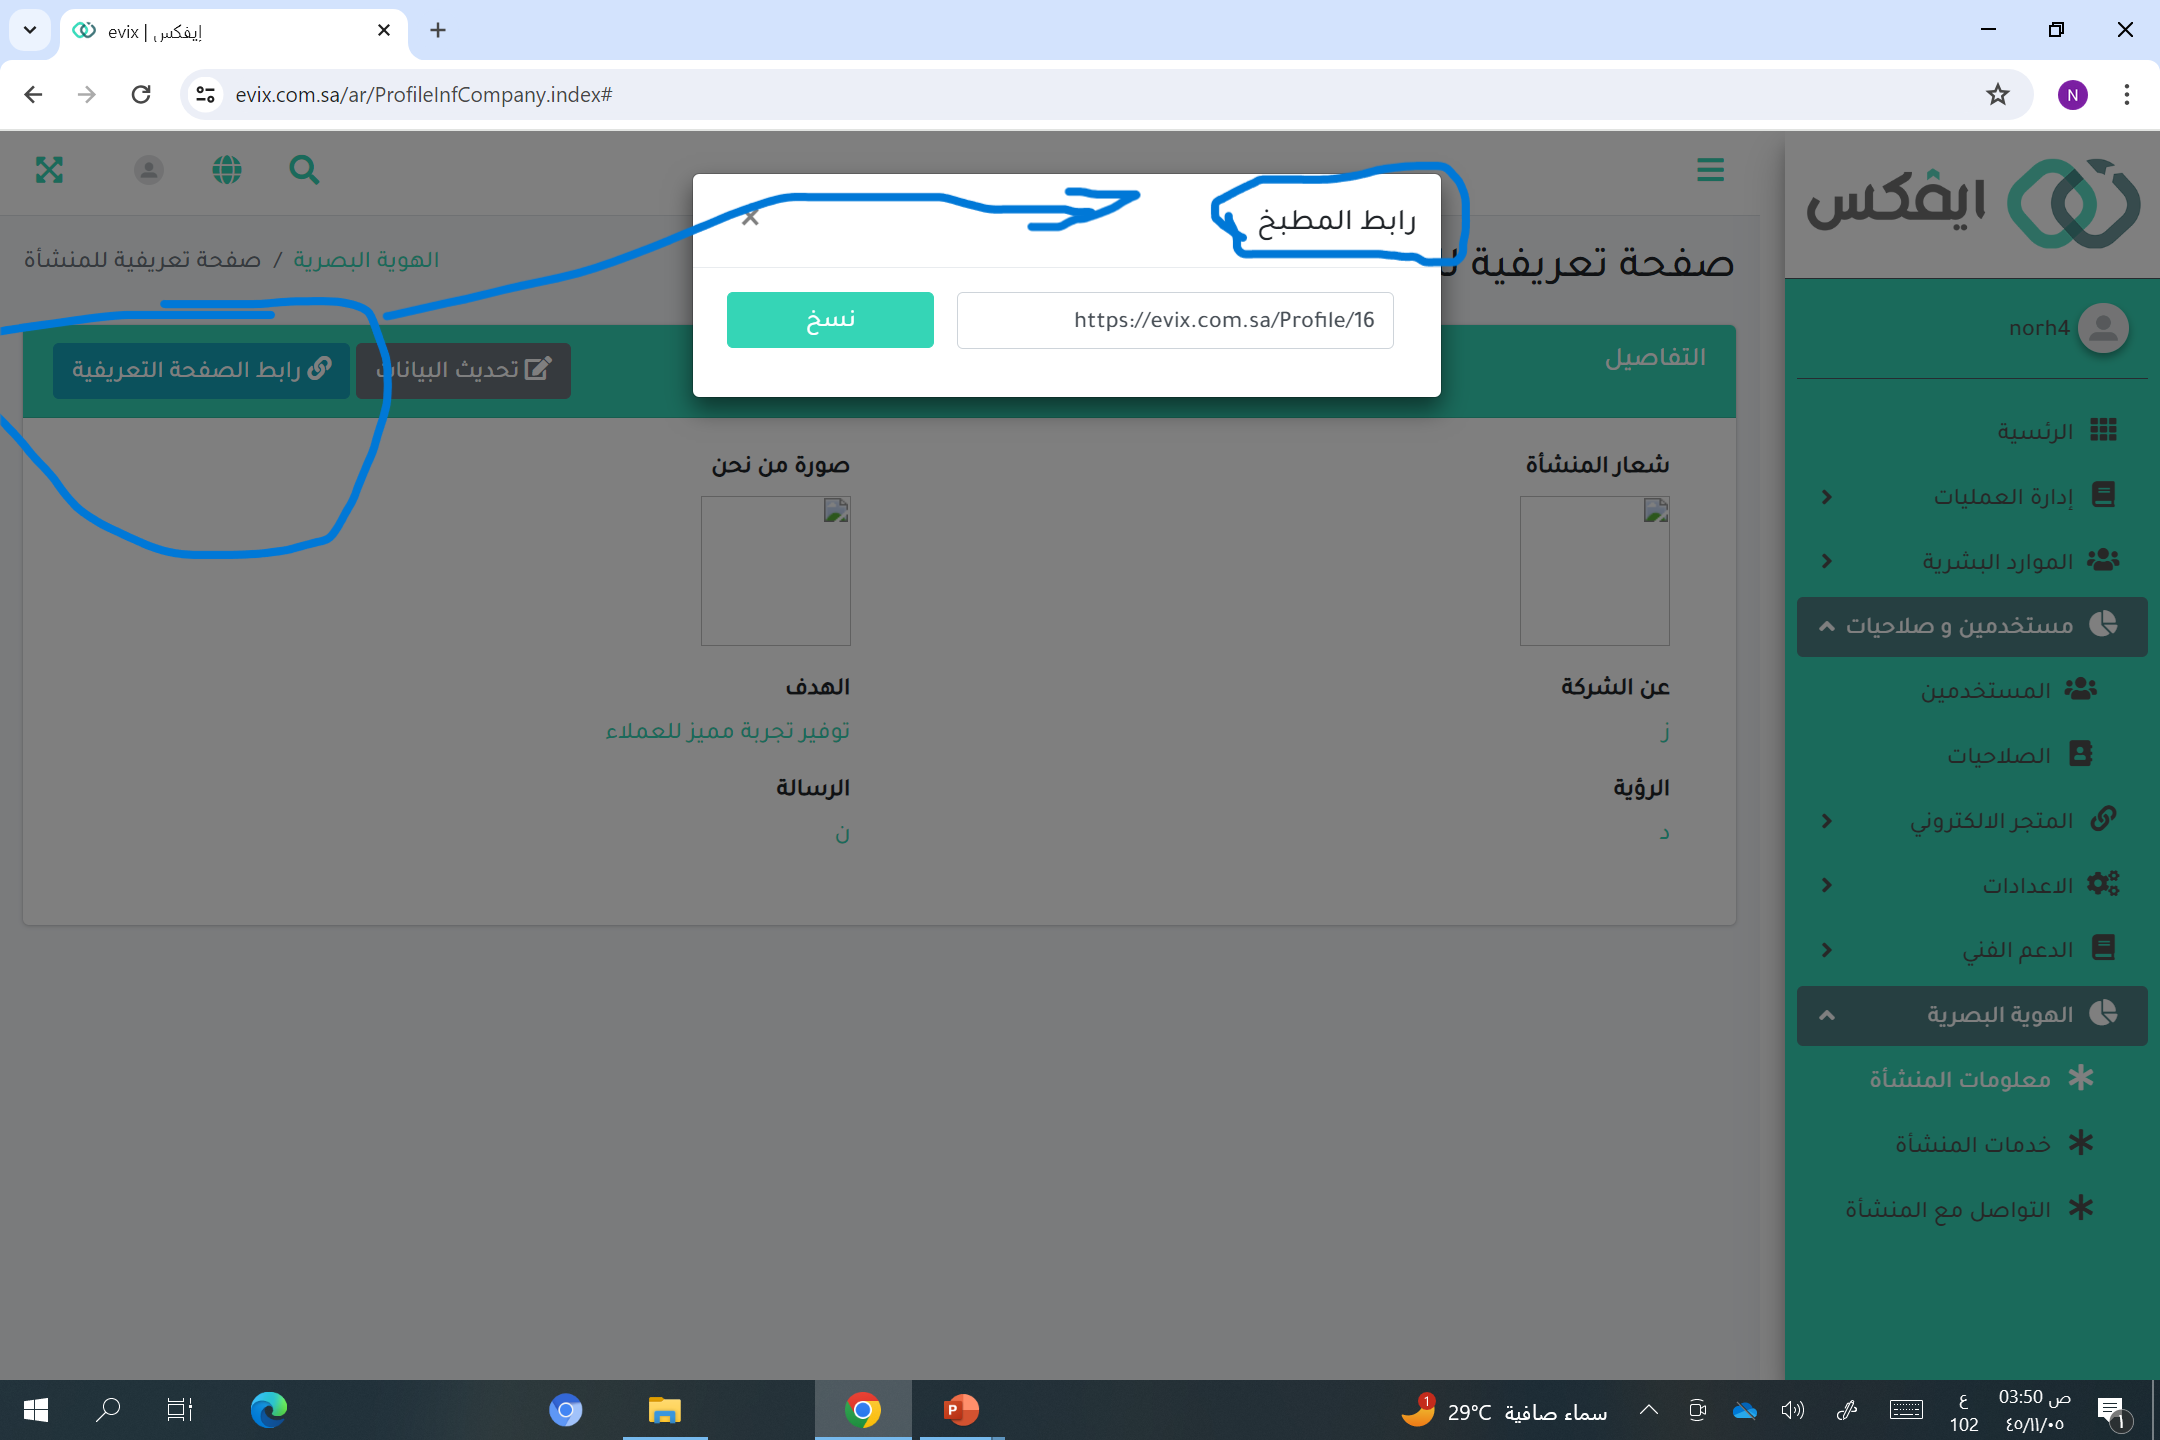 إيفكس | evix
evix.com.sa/ar/ProfileInfCompany.index#
N
ايفكس
norh4
الرئسية
إدارة العمليات
الموارد البشرية
مستخدمين و صلاحيات
المستخدمين
الصلاحيات
المتجر الالكتروني
الاعدادات
الدعم الفني
الهوية البصرية
معلومات المنشأة
خدمات المنشأة
التواصل مع المنشأة
صفحة تعريفية
الهوية البصرية / صفحة تعريفية للمنشأة
رابط المطبخ
×
https://evix.com.sa/Profile/16
نسخ
التفاصيل
تحديث البيانات
رابط الصفحة التعريفية
شعار المنشأة
صورة من نحن
عن الشركة
الهدف
ز
توفير تجربة مميز للعملاء
الرؤية
الرسالة
د
ن
1
29°C سماء صافية
ع
102
03:50 ص
٤٥/١١/٠٥
١